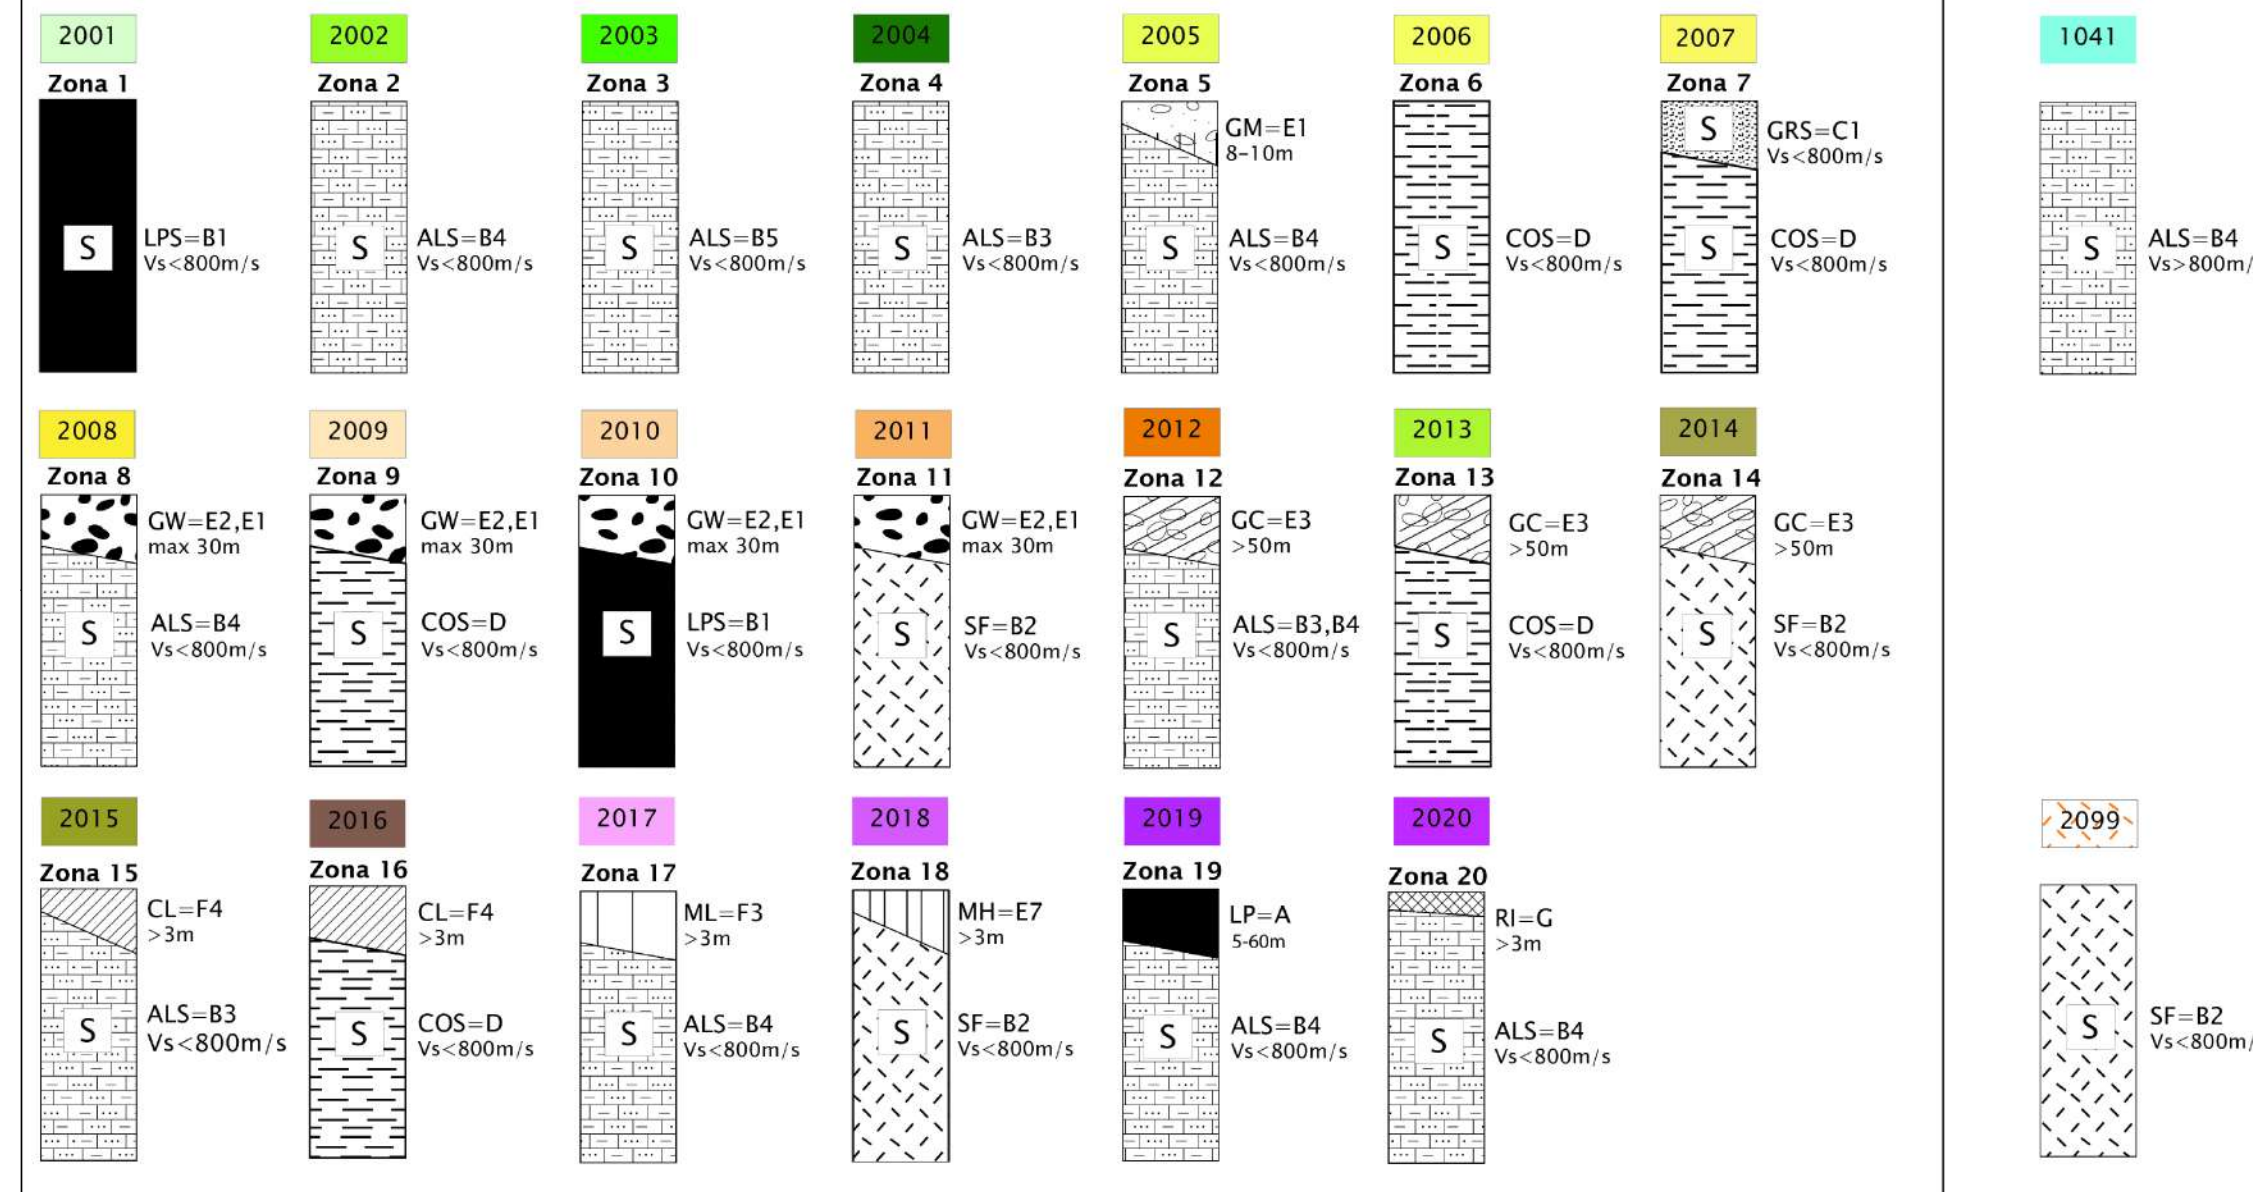 2001 2002 2003 2004 2005 2006 2007 1041
Zona 1 Zona 2 Zona 3 Zona 4 Zona 5 Zona 6 Zona 7
S GRS=C1
GM=E1 Vs<800m/s
8-10m
S LPS=B1 S ALS=B4 S ALS=B5 S ALS=B3 S ALS=B4 S COS=D S COS=D S ALS=B4
Vs<800m/s Vs<800m/s Vs<800m/s Vs<800m/s Vs<800m/s Vs<800m/s Vs<800m/s Vs>800m/
2008 2009 2010 2011 2012 2013 2014
Zona 8 Zona 9 Zona 10 Zona 11 Zona 12 Zona 13 Zona 14
GW=E2,E1 GW=E2,E1 GW=E2,E1 GW=E2,E1 GC=E3 GC=E3 GC=E3
max 30m max 30m max 30m max 30m >50m >50m >50m
S ALS=B4 S COS=D S LPS=B1 S SF=B2 S ALS=B3,B4 S COS=D S SF=B2
Vs<800m/s Vs<800m/s Vs<800m/s Vs<800m/s Vs<800m/s Vs<800m/s Vs<800m/s
2015 2016 2017 2018 2019 2020 2099
Zona 15 Zona 16 Zona 17 Zona 18 Zona 19 Zona 20
CL=F4 CL=F4 ML=F3 MH=E7 LP=A RI=G
>3m >3m >3m >3m 5-60m >3m
S ALS=B3 S COS=D S ALS=B4 S SF=B2 S ALS=B4 S ALS=B4 S SF=B2
Vs<800m/s Vs<800m/s Vs<800m/s Vs<800m/s Vs<800m/s Vs<800m/s Vs<800m/